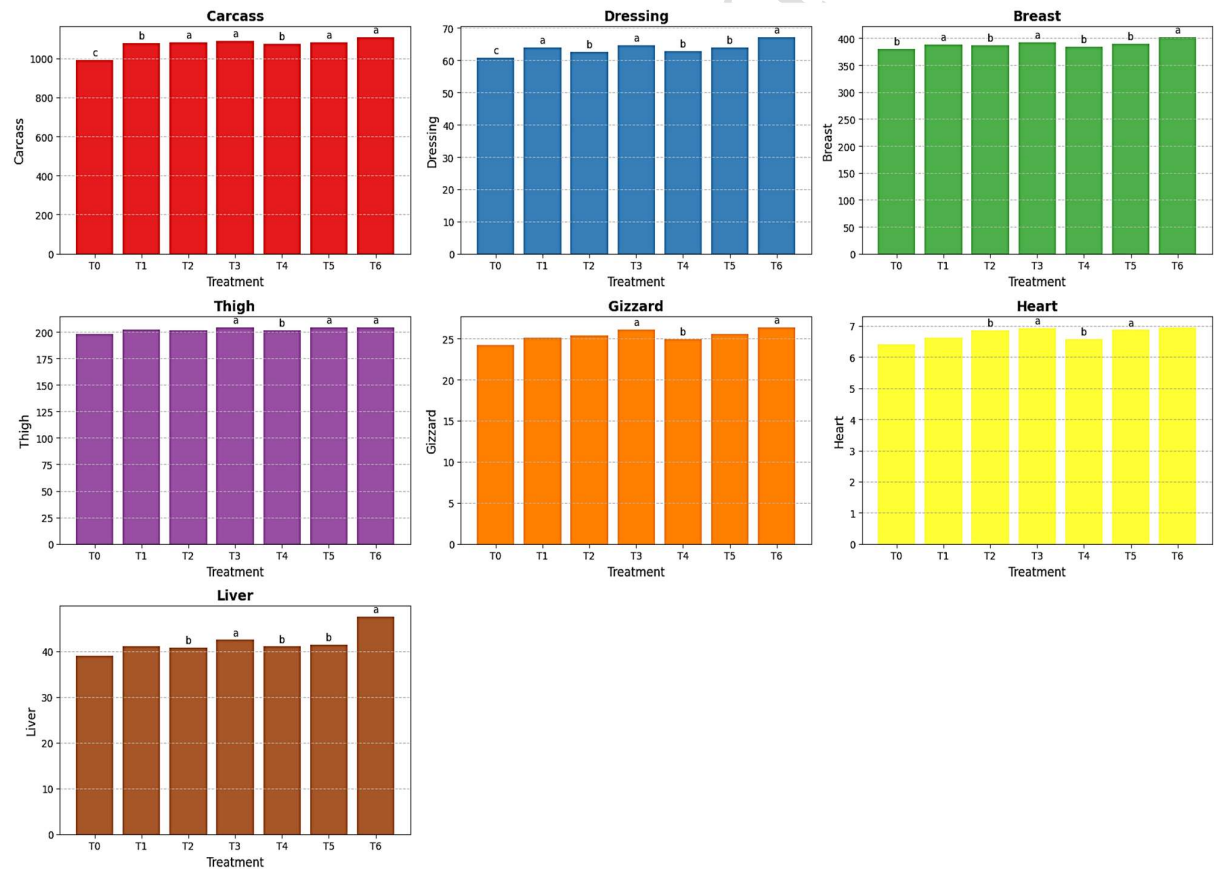 Carcass
c b a a b a a
Carcass
1000
800
600
400
200
0
T0 T1 T2 T3 T4 T5 T6
Treatment
Dressing
c a b a b b a
Dressing
70
60
50
40
30
20
10
0
T0 T1 T2 T3 T4 T5 T6
Treatment
Breast
b a b a b b a
Breast
400
350
300
250
200
150
100
50
0
T0 T1 T2 T3 T4 T5 T6
Treatment
Thigh
a b a a
Thigh
200
175
150
125
100
75
50
25
0
T0 T1 T2 T3 T4 T5 T6
Treatment
Gizzard
a b a
Gizzard
25
20
15
10
5
0
T0 T1 T2 T3 T4 T5 T6
Treatment
Heart
b a b a
Heart
7
6
5
4
3
2
1
0
T0 T1 T2 T3 T4 T5 T6
Treatment
Liver
b a b b a
Liver
40
30
20
10
0
T0 T1 T2 T3 T4 T5 T6
Treatment